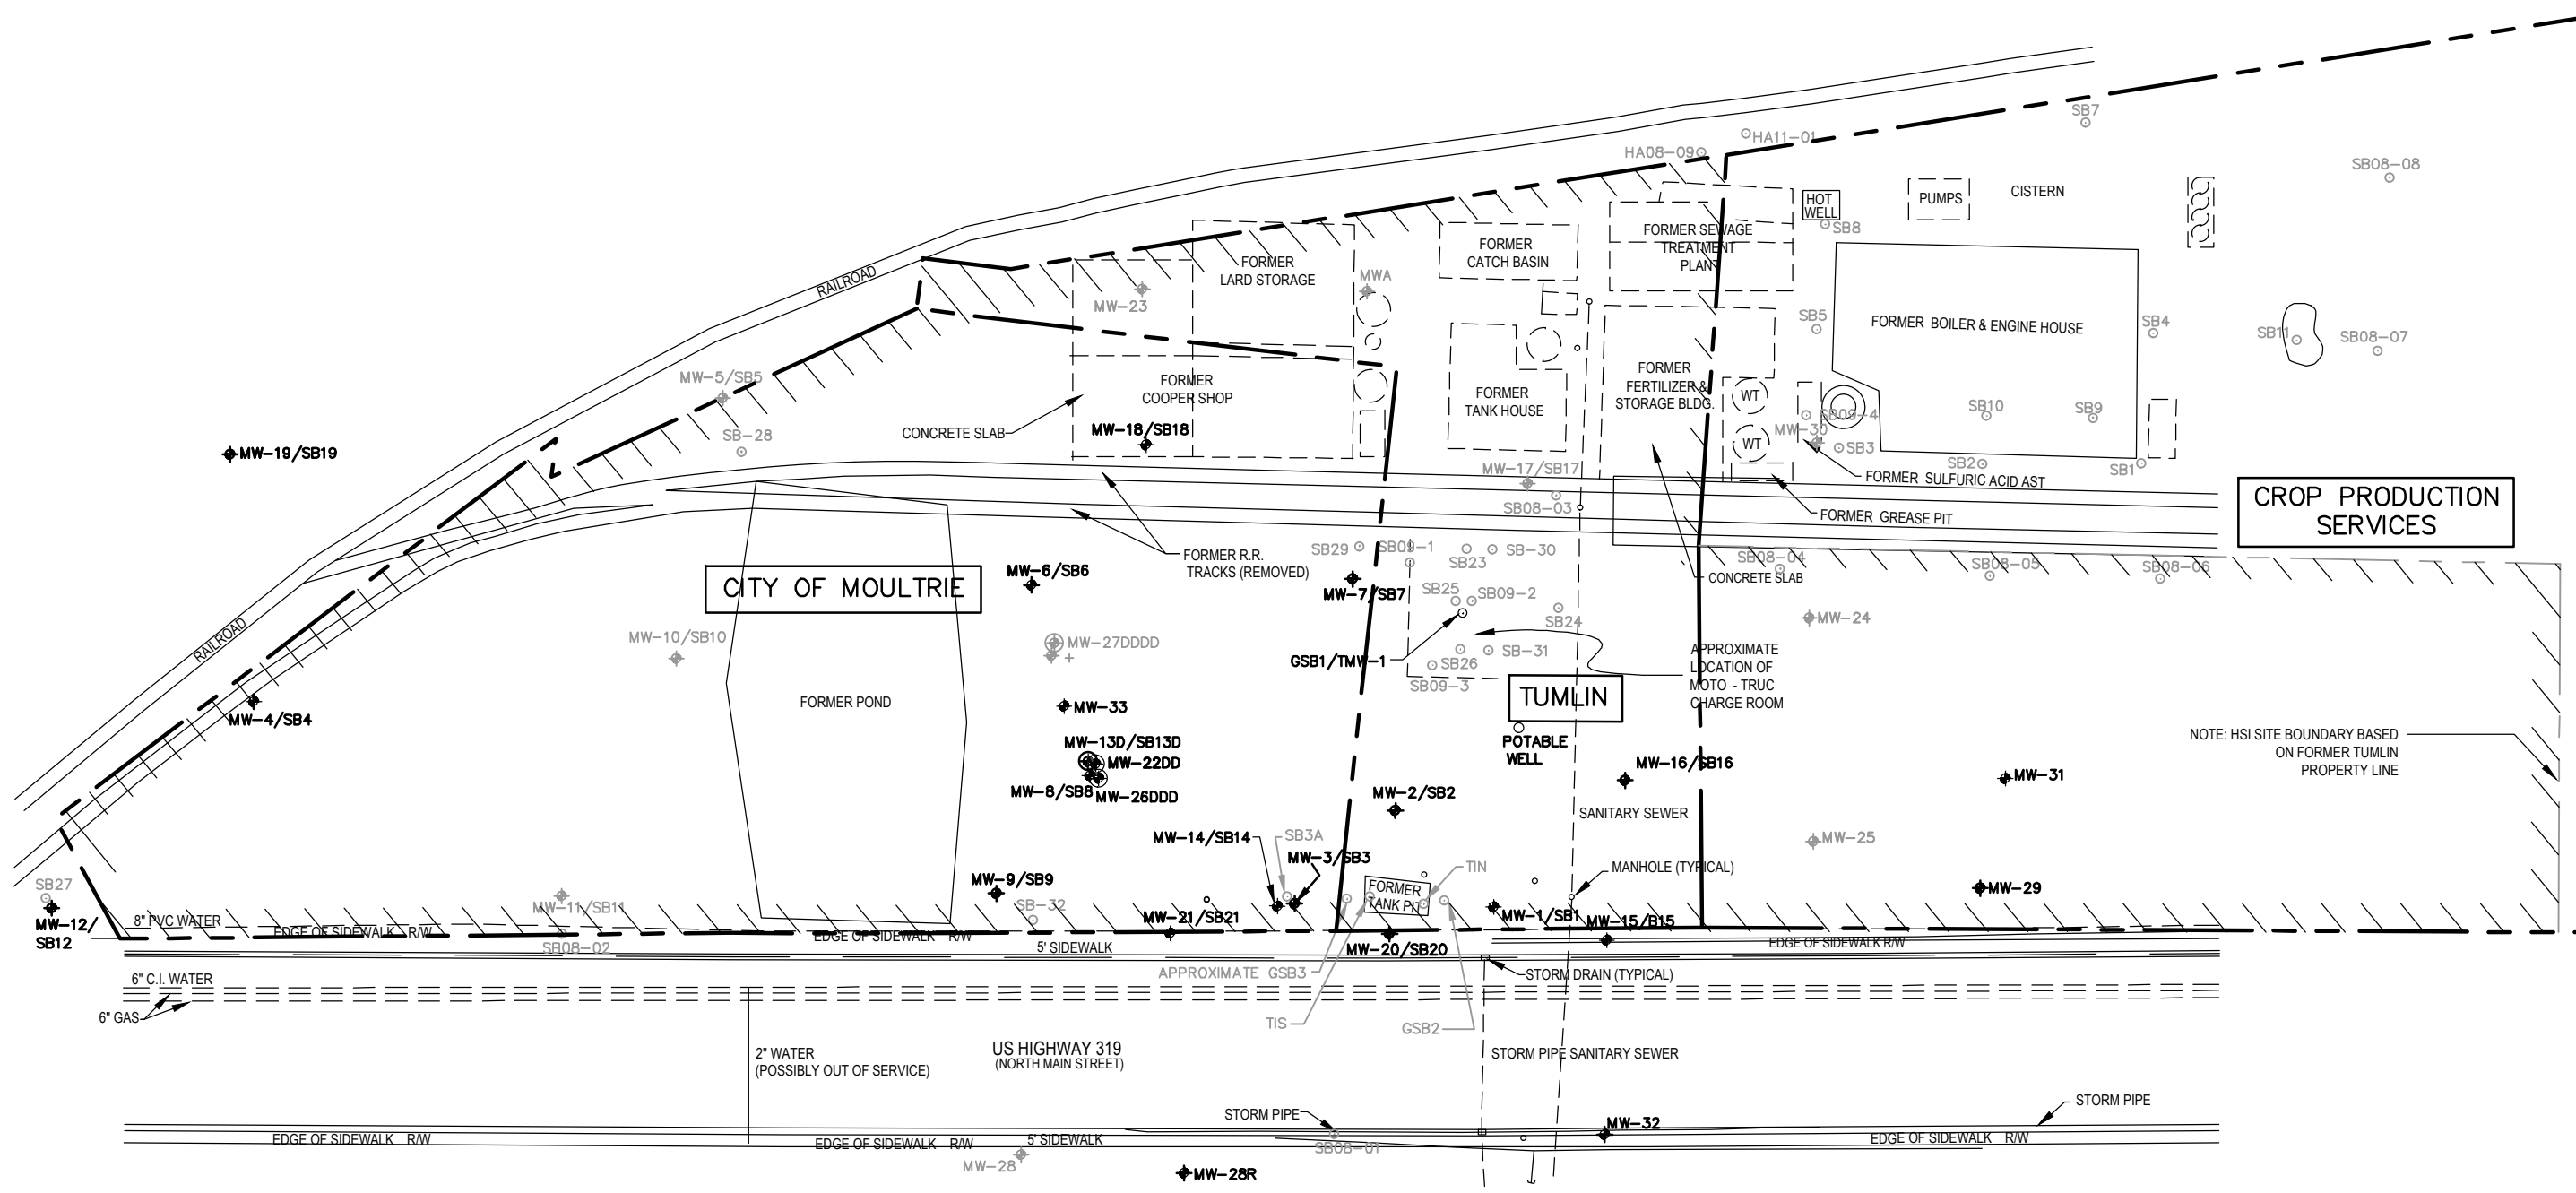 SB7
HA11-01
HA08-09
SB08-08
HOT
WELL
PUMPS
CISTERN
SB8
FORMER SEWAGE
TREATMENT
PLANT
FORMER
CATCH BASIN
FORMER
LARD STORAGE
MWA
MW-23
RAILROAD
SB5
FORMER BOILER & ENGINE HOUSE
SB4
SB11
SB08-07
MW-5/SB5
FORMER
COOPER SHOP
FORMER
TANK HOUSE
FORMER
FERTILIZER &
STORAGE BLDG.
WT
SB09-4
SB10
SB9
CONCRETE SLAB
MW-18/SB18
SB-28
MW-30
WT
SB3
MW-19/SB19
MW-17/SB17
SB2
SB1
FORMER SULFURIC ACID AST
SB08-03
FORMER GREASE PIT
CROP PRODUCTION
SERVICES
FORMER R.R.
TRACKS (REMOVED)
SB29
SB09-1
SB23
SB-30
SB08-04
SB08-05
SB08-06
CONCRETE SLAB
MW-6/SB6
CITY OF MOULTRIE
MW-7/SB7
SB25
SB09-2
SB24
MW-24
RAILROAD
MW-10/SB10
MW-27DDDD
GSB1/TMW-1
SB26
SB-31
SB09-3
APPROXIMATE
LOCATION OF
MOTO - TRUC
CHARGE ROOM
TUMLIN
FORMER POND
MW-33
MW-4/SB4
POTABLE
WELL
NOTE: HSI SITE BOUNDARY BASED
ON FORMER TUMLIN
PROPERTY LINE
MW-13D/SB13D
MW-22DD
MW-8/SB8
MW-26DDD
MW-16/SB16
MW-31
MW-2/SB2
SANITARY SEWER
MW-14/SB14
SB3A
MW-3/SB3
MW-25
TIN
MANHOLE (TYPICAL)
SB27
MW-9/SB9
FORMER
TANK PIT
MW-29
MW-11/SB11
SB-32
MW-21/SB21
MW-1/SB1
MW-15/B15
MW-12/
SB12
8" PVC WATER
EDGE OF SIDEWALK R/W
SB08-02
EDGE OF SIDEWALK R/W
5' SIDEWALK
MW-20/SB20
EDGE OF SIDEWALK R/W
APPROXIMATE GSB3
STORM DRAIN (TYPICAL)
6" C.I. WATER
6" GAS
TIS
GSB2
2" WATER
(POSSIBLY OUT OF SERVICE)
US HIGHWAY 319
(NORTH MAIN STREET)
STORM PIPE SANITARY SEWER
STORM PIPE
MW-32
STORM PIPE
EDGE OF SIDEWALK R/W
EDGE OF SIDEWALK R/W
5' SIDEWALK
SB08-01
EDGE OF SIDEWALK R/W
MW-28
MW-28R